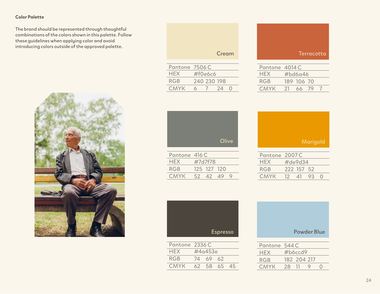 Color Palette
The brand should be represented through thoughtful
combinations of the colors shown in this palette. Follow
these guidelines when applying color and avoid
introducing colors outside of the approved palette.
Cream
Pantone 7506 C
HEX #f0e6c6
RGB 240 230 198
CMYK 6 7 24 0
Terracotta
Pantone 4014 C
HEX #bd6a46
RGB 189 106 70
CMYK 21 66 79 7
Olive
Pantone 416 C
HEX #7d7f78
RGB 125 127 120
CMYK 52 42 49 9
Marigold
Pantone 2007 C
HEX #de9d34
RGB 222 157 52
CMYK 12 41 93 0
Espresso
Pantone 2336 C
HEX #4a453e
RGB 74 69 62
CMYK 62 58 65 45
Powder Blue
Pantone 544 C
HEX #b6ccd9
RGB 182 204 217
CMYK 28 11 9 0
24